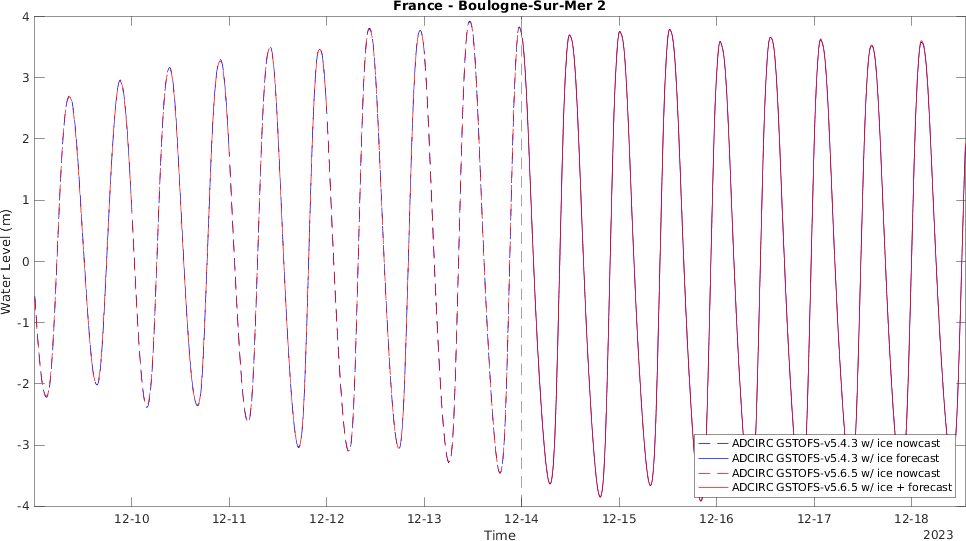 France - Boulogne-Sur-Mer 2
4
3
2
1
0
-1
-2
-3
-4
Water Level (m)
ADCIRC GSTOFS-v5.4.3 w/ ice nowcast
ADCIRC GSTOFS-v5.4.3 w/ ice forecast
ADCIRC GSTOFS-v5.6.5 w/ ice nowcast
ADCIRC GSTOFS-v5.6.5 w/ ice + forecast
12-10 12-11 12-12 12-13 12-14 12-15 12-16 12-17 12-18
Time
2023